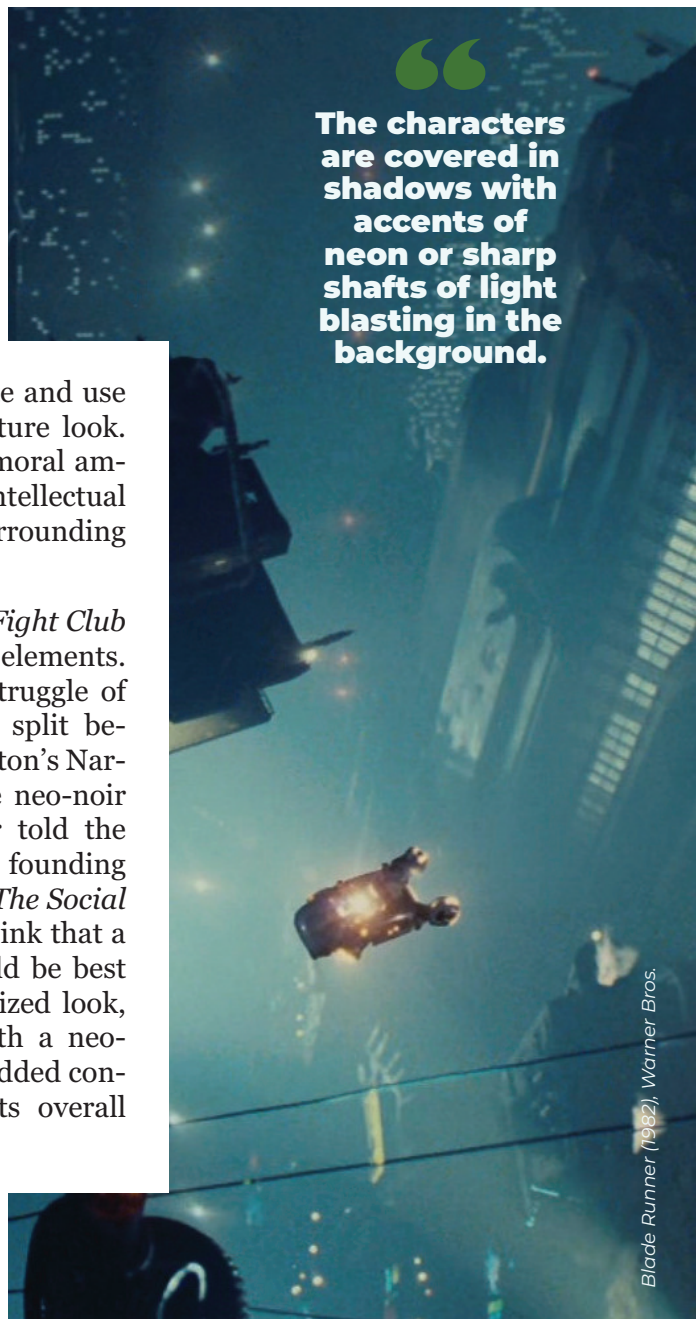 “
The characters
are covered in
shadows with
accents of
neon or sharp
shafts of light
blasting in the
background.
e and use
ture look.
moral am-
ntellectual
rrounding
Fight Club
elements.
truggle of
split be-
ton’s Nar-
e neo-noir
r told the
founding
The Social
ink that a
ld be best
ized look,
th a neo-
dded con-
ts overall
Blade Runner (1982), Warner Bros.